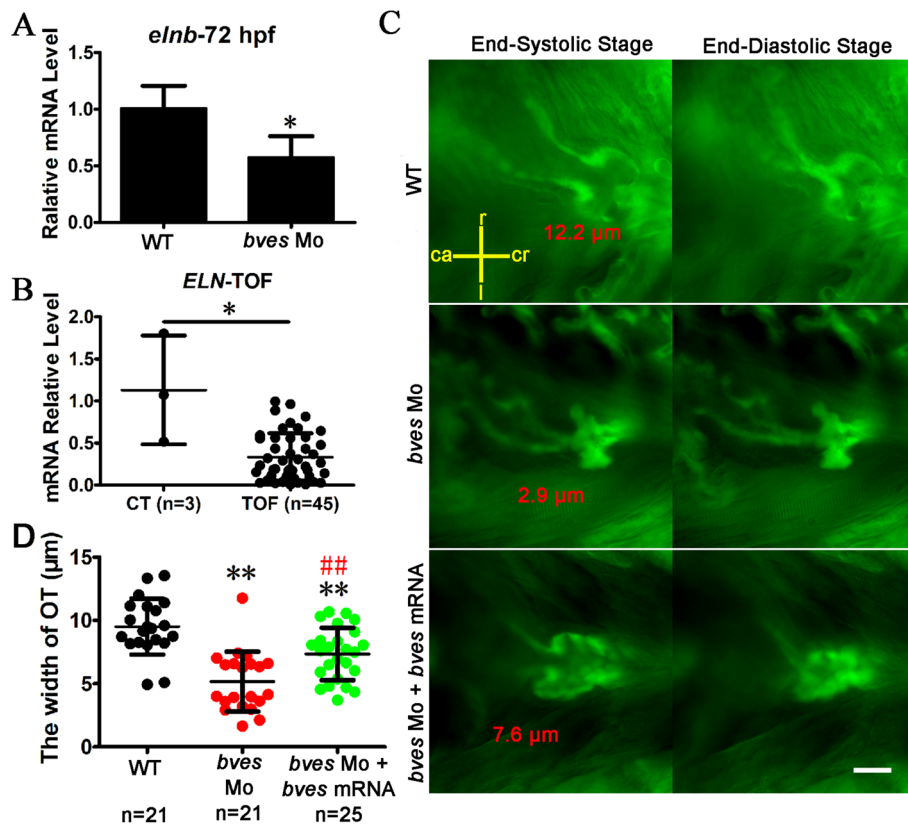 A
elnb-72 hpf
Ralative mRNA Level
1.5
1.0
0.5
0.0
*
WT
bves Mo
B
ELN-TOF
mRNA Relative Level
2.0
1.5
1.0
0.5
0.0
*
CT (n=3)
TOF (n=45)
C
End-Systolic Stage
End-Diastolic Stage
WT
r
ca
cr
l
12.2 μm
bves Mo
2.9 μm
bves Mo + bves mRNA
7.6 μm
D
The width of OT (μm)
15
10
5
0
**
##
**
WT
bves
Mo
bves Mo +
bves mRNA
n=21
n=21
n=25